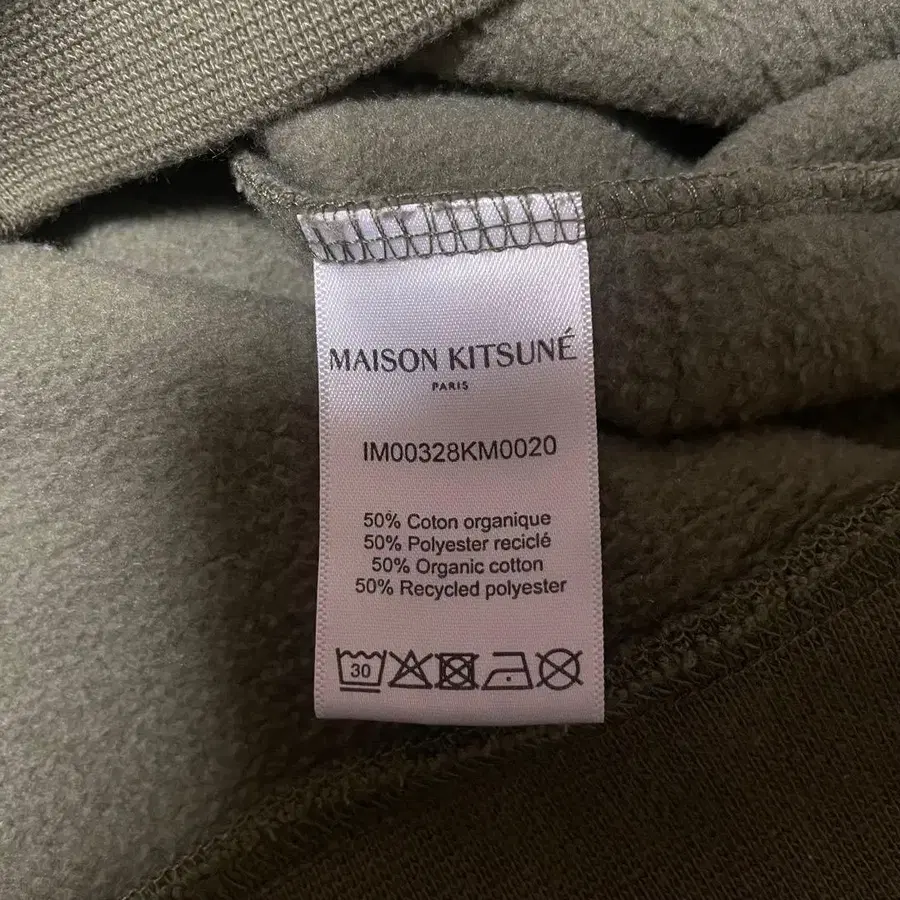 MAISON KITSUNÉ
PARIS
IM00328KM0020
50% Coton organique
50% Polyester reciclé
50% Organic cotton
50% Recycled polyester
30